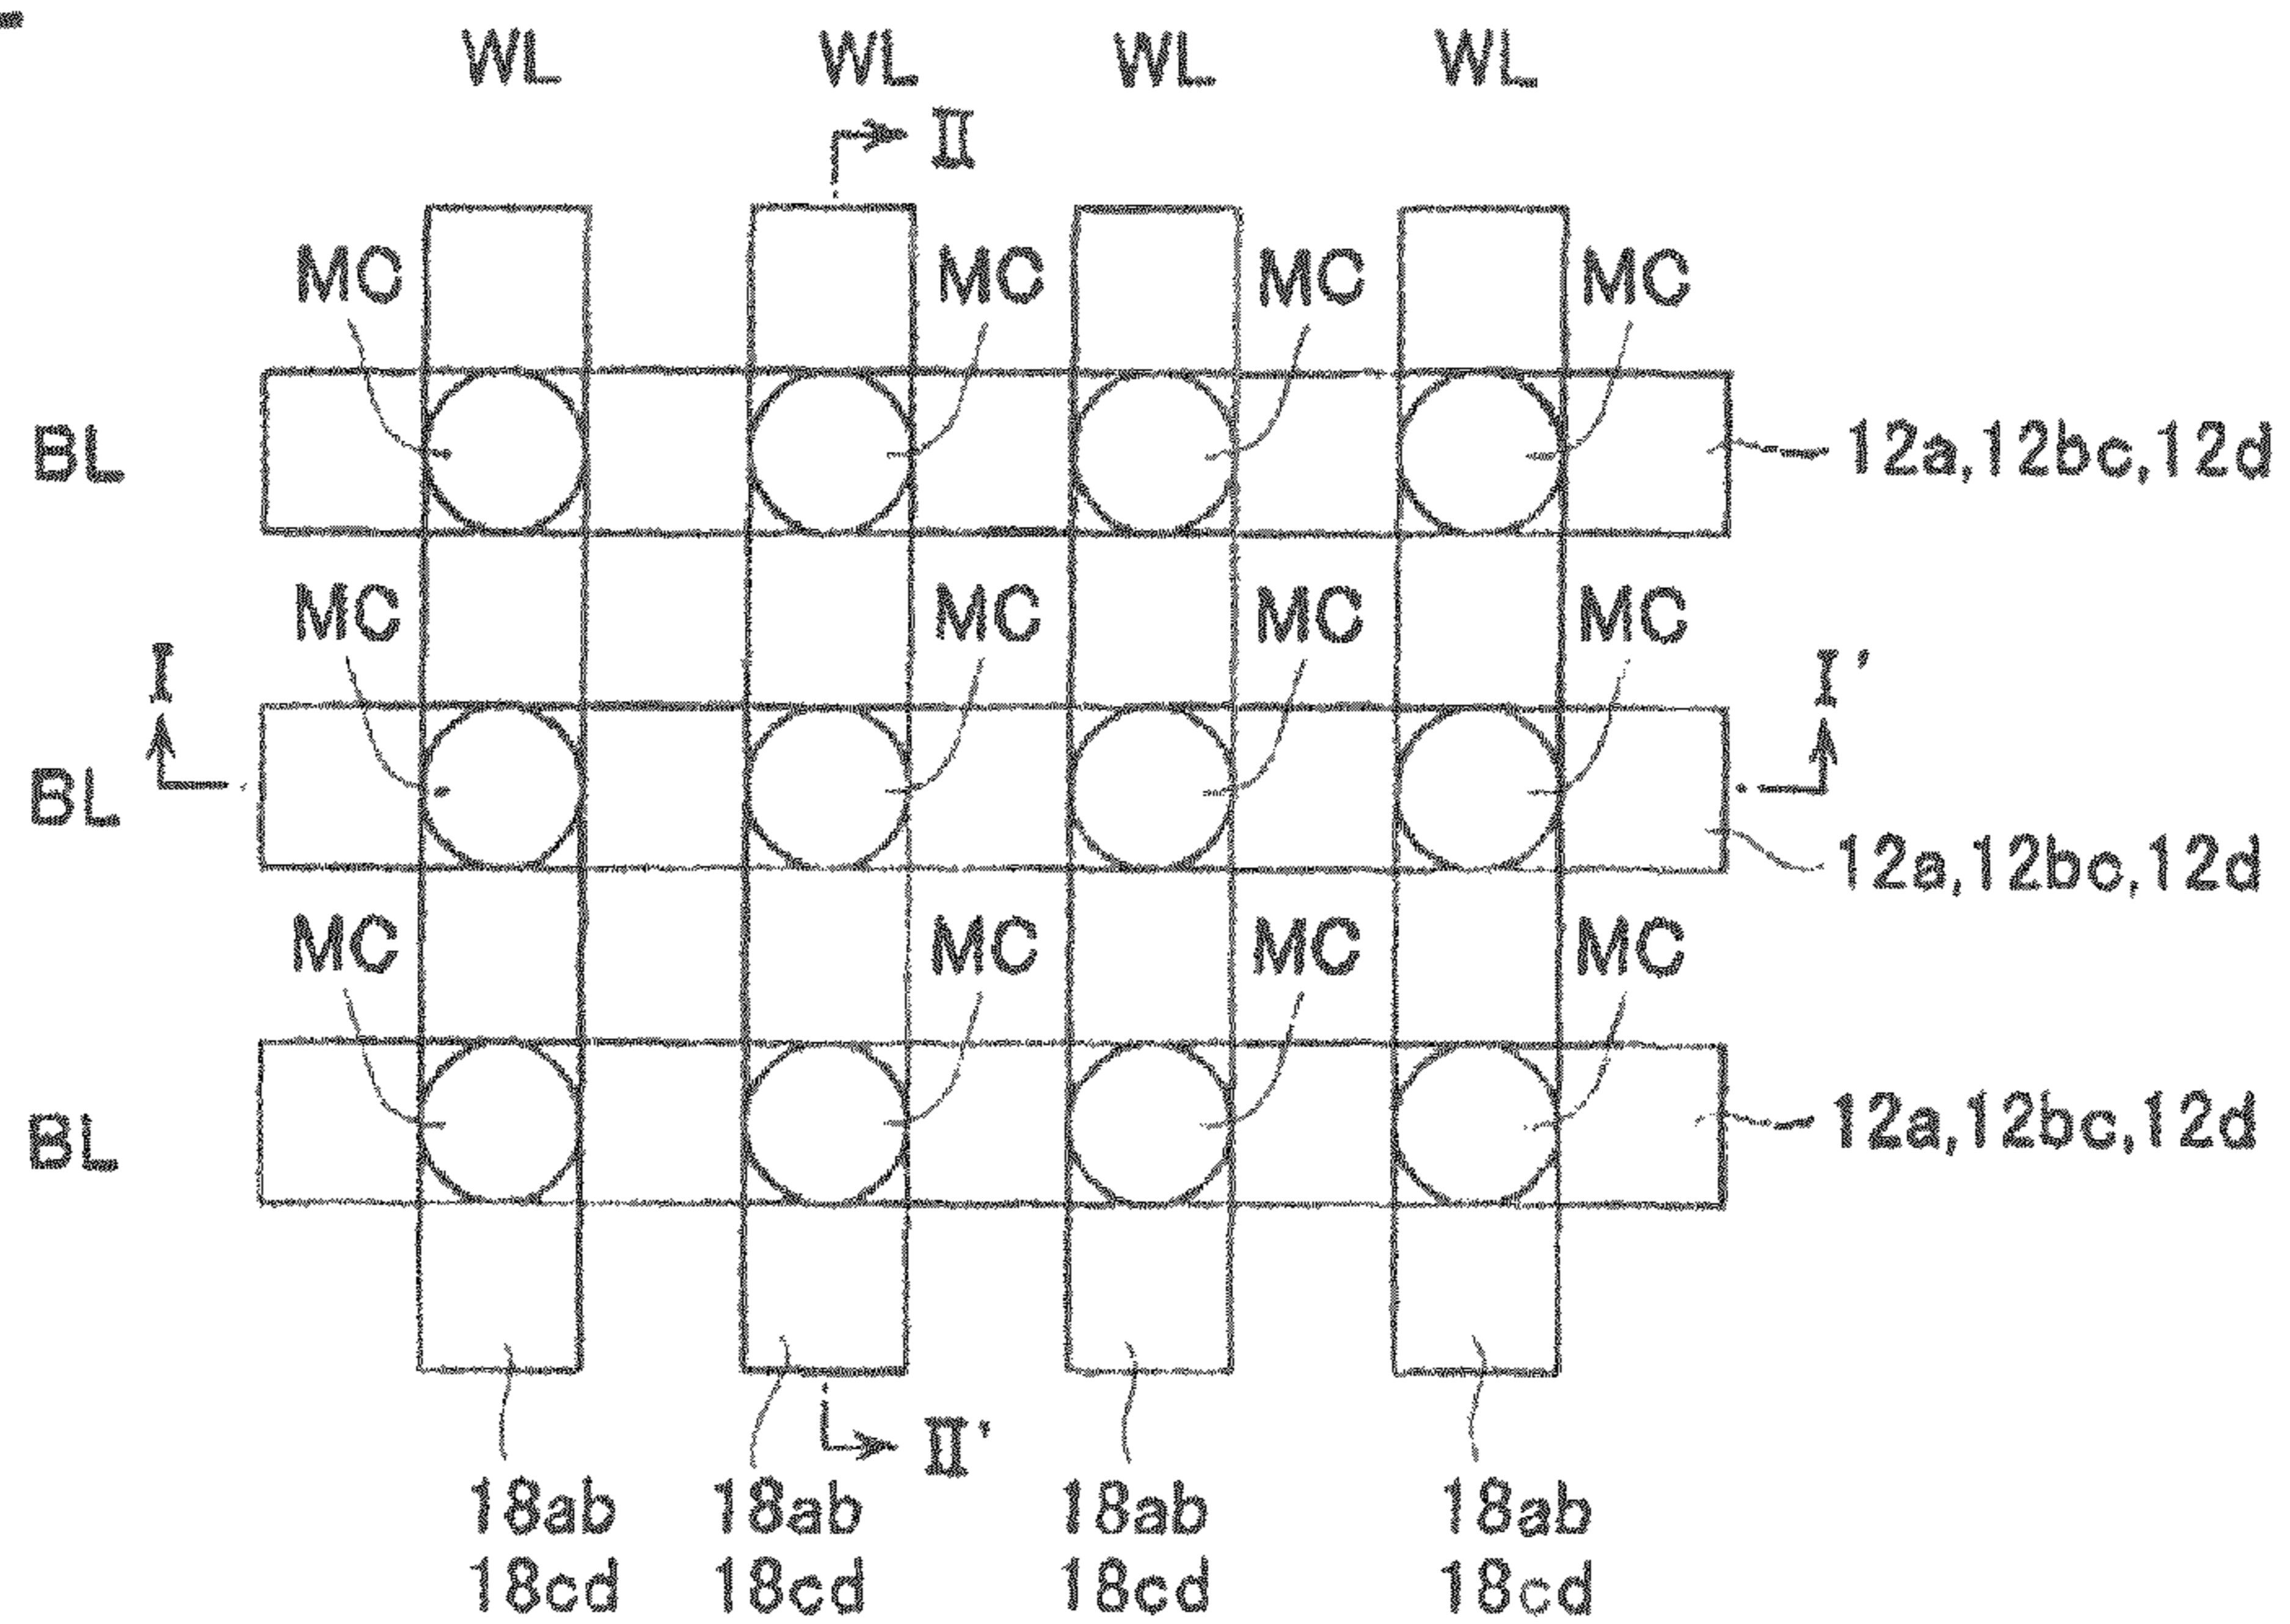 WL WL WL WL
II
MC MC MC MC
BL 12a,12bc,12d
MC MC MC MC
I I'
BL
12a,12bc,12d
MC MC MC MC
BL 12a,12bc,12d
II'
18ab 18ab 18ab 18ab
18cd 18cd 18cd 18cd